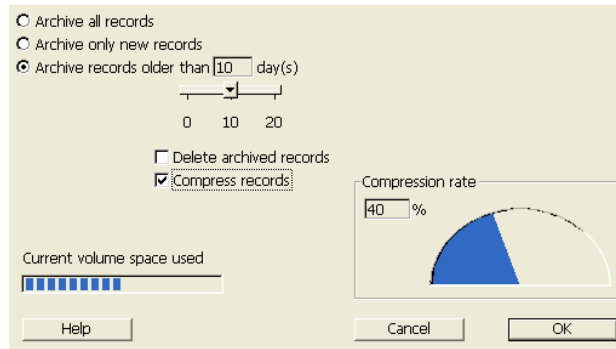 Archive all records
Archive only new records
Archive records older than 10 day(s)
0 10 20
Delete archived records
Compress records
Compression rate
40 %
Current volume space used
Help Cancel OK